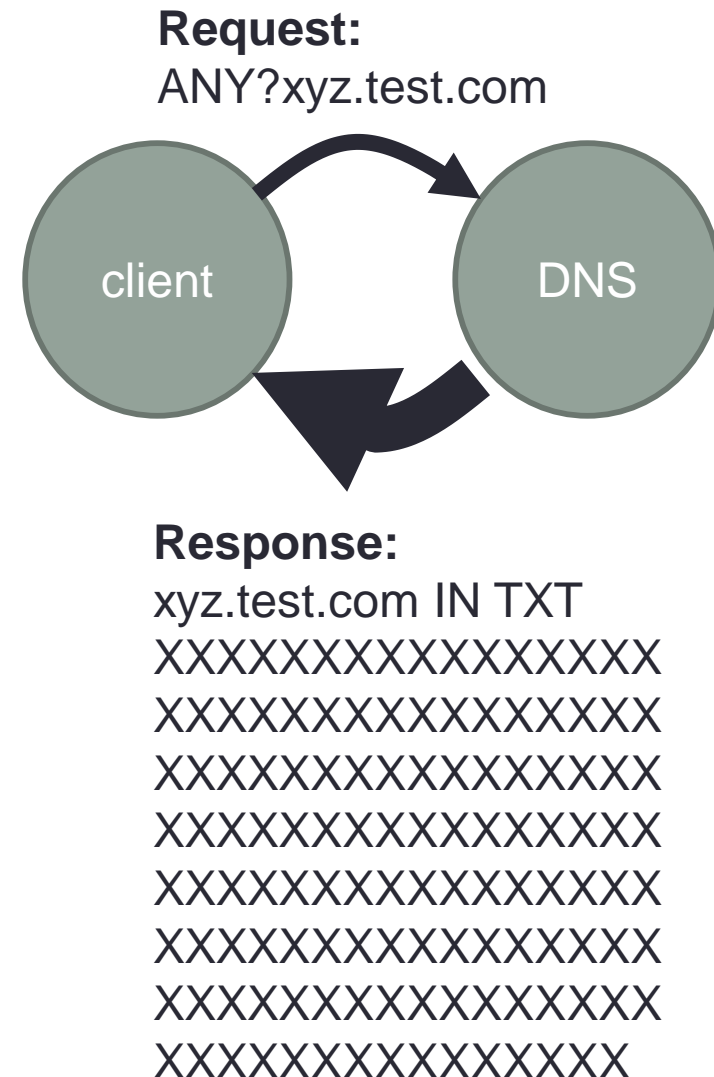 Request:
ANY?xyz.test.com
client
DNS
Response:
xyz.test.com IN TXT
XXXXXXXXXXXXXXXX
XXXXXXXXXXXXXXXX
XXXXXXXXXXXXXXXX
XXXXXXXXXXXXXXXX
XXXXXXXXXXXXXXXX
XXXXXXXXXXXXXXXX
XXXXXXXXXXXXXXXX
XXXXXXXXXXXXXXX